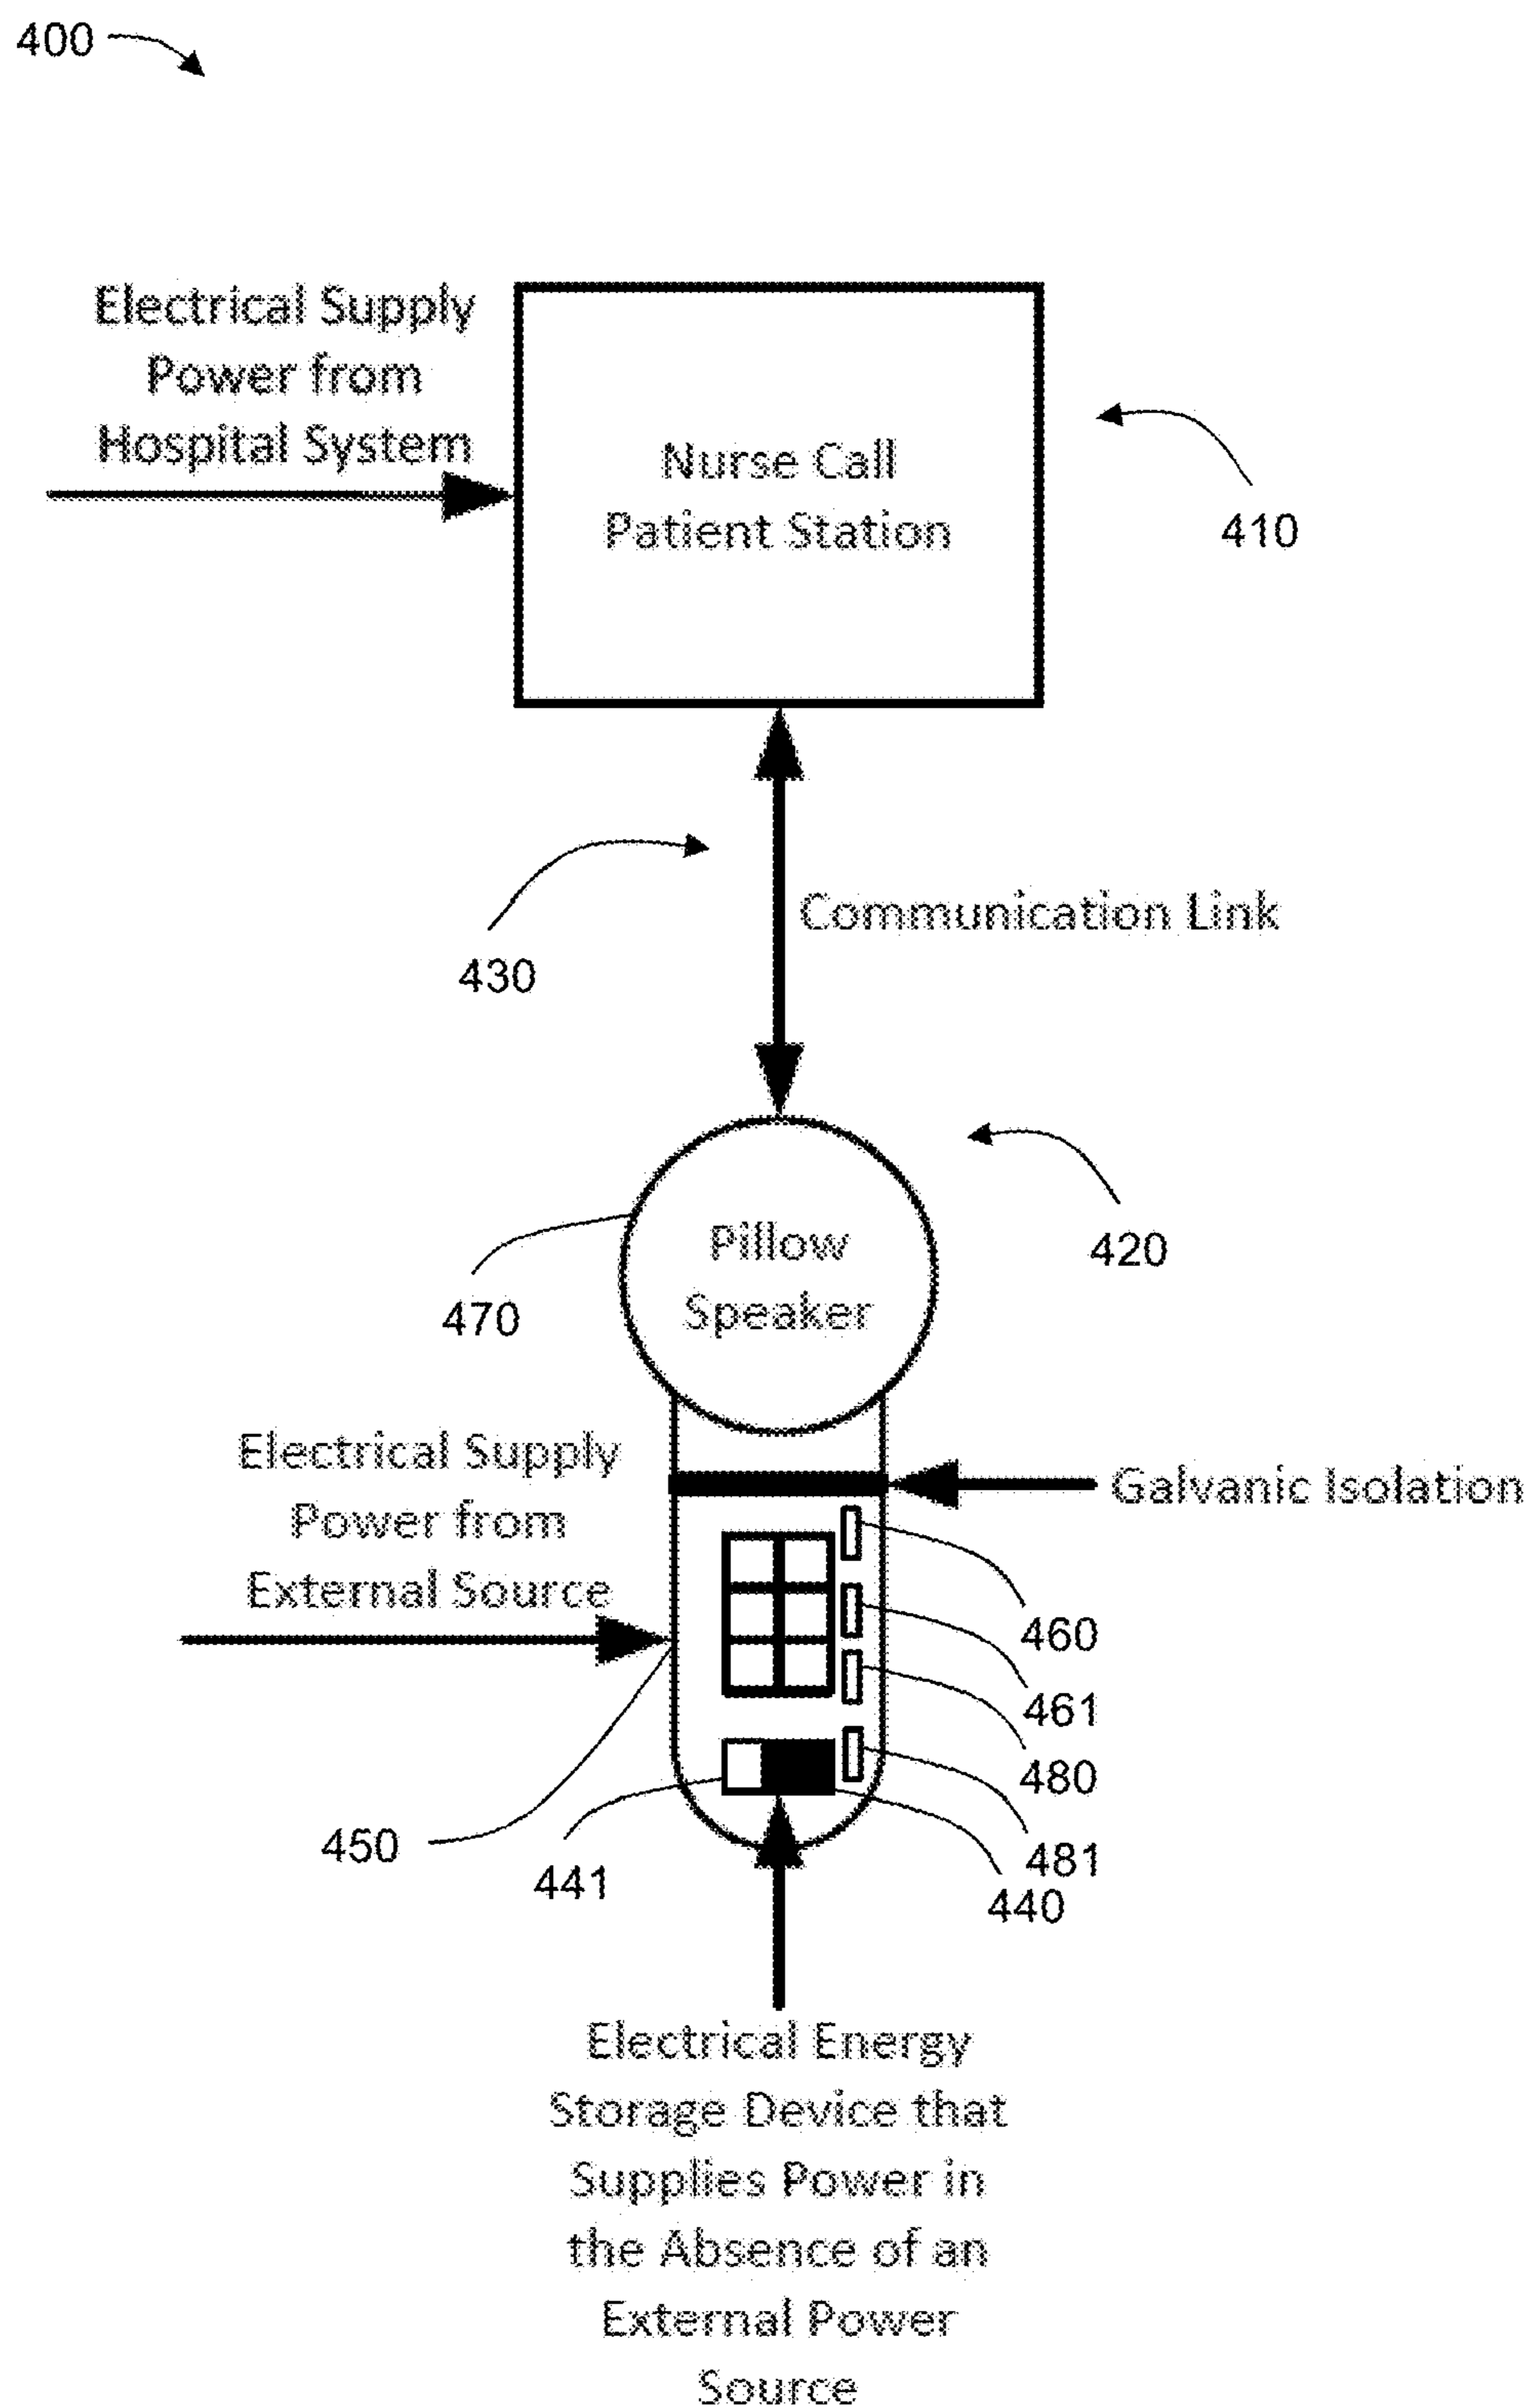 400
Electrical Supply
Power from
Hospital System
Nurse Call
Patient Station
410
430
Communication Link
Pillow
Speaker
420
470
Electrical Supply
Power from
External Source
Galvanic Isolation
460
461
480
481
440
450
441
Electrical Energy
Storage Device that
Supplies Power in
the Absence of an
External Power
Source